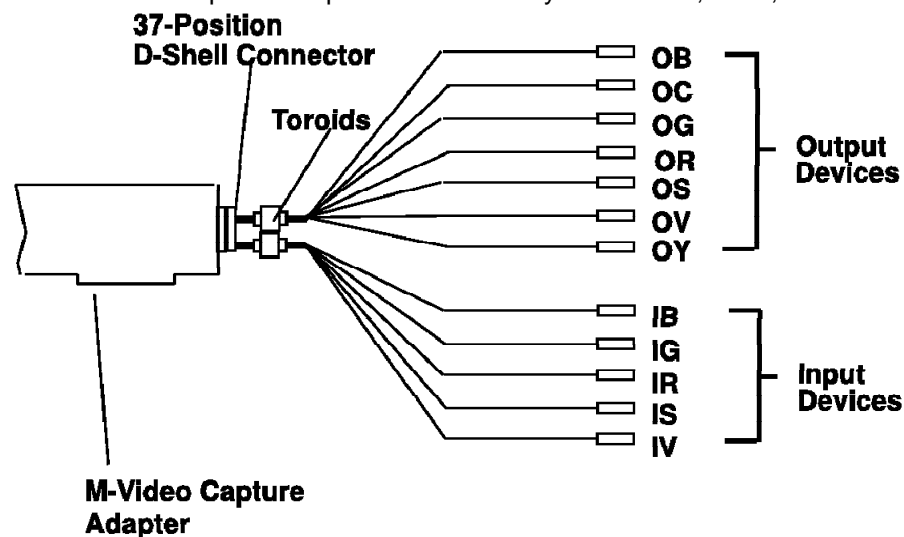 37-Position
D-Shell Connector
Toroids
OB
OC
OG
OR
OS
OV
OY
Output
Devices
IB
IG
IR
IS
IV
Input
Devices
M-Video Capture
Adapter